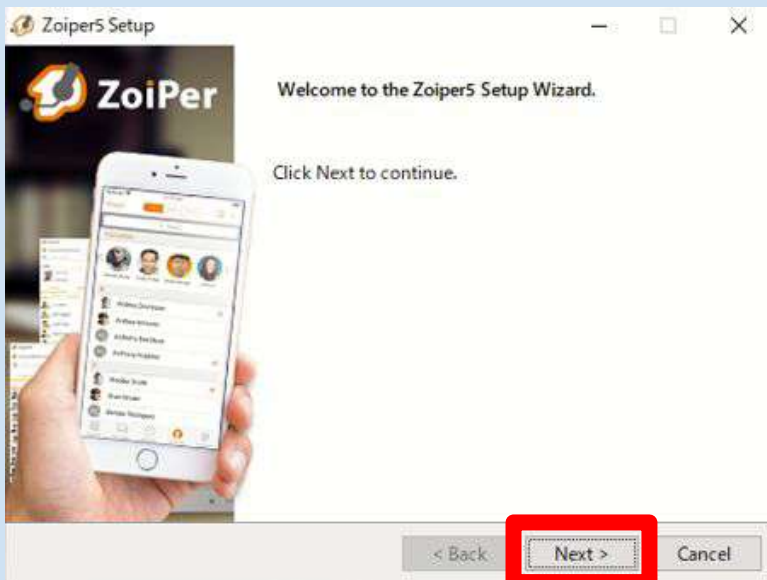 Zoiper5 Setup
ZoiPer
Welcome to the Zoiper5 Setup Wizard.
Click Next to continue.
< Back
Next >
Cancel